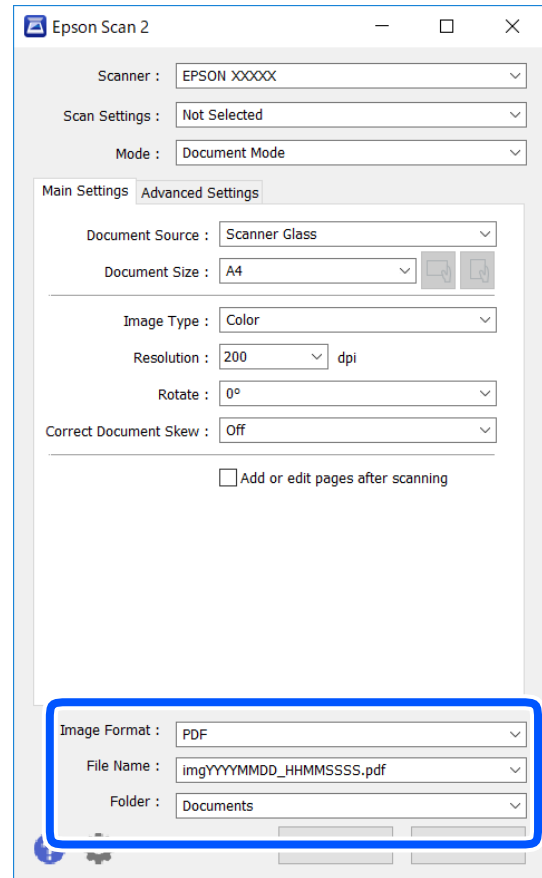 Epson Scan 2
Scanner : EPSON XXXXX
Scan Settings : Not Selected
Mode : Document Mode
Main Settings Advanced Settings
Document Source : Scanner Glass
Document Size : A4
Image Type : Color
Resolution : 200 dpi
Rotate : 0°
Correct Document Skew : Off
Add or edit pages after scanning
Image Format : PDF
File Name : imgYYYYMMDD_HHMMSSSS.pdf
Folder : Documents